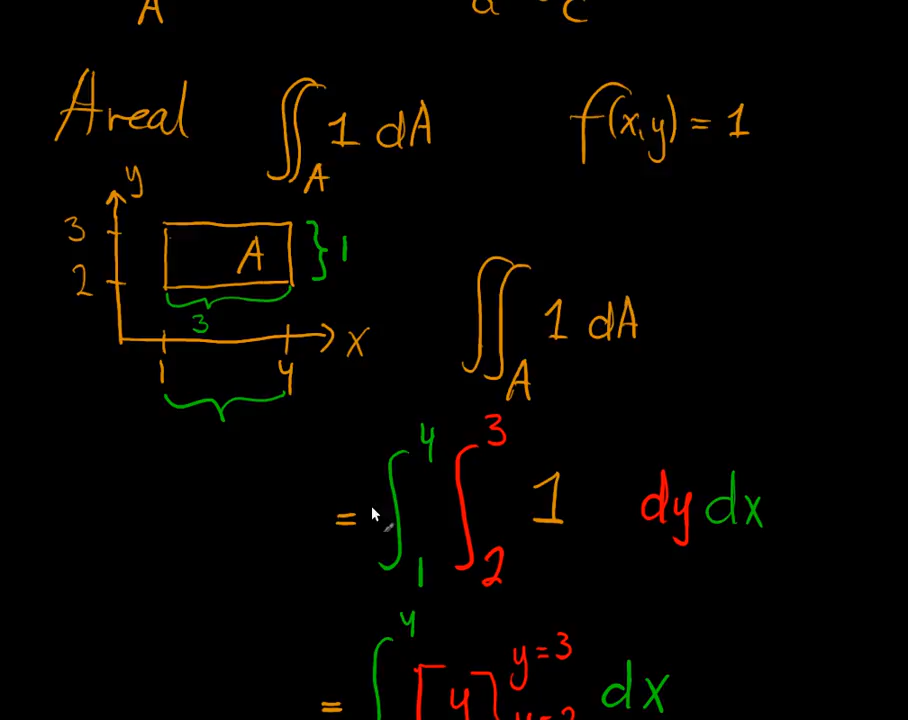 A a c
Areal ∬_A 1 dA f(x,y) = 1
y
3
2
A } 1
3
x
1 4
∬_A 1 dA
= ∫_1^4 ∫_2^3 1 dy dx
= ∫^4 [y]^{y=3} dx